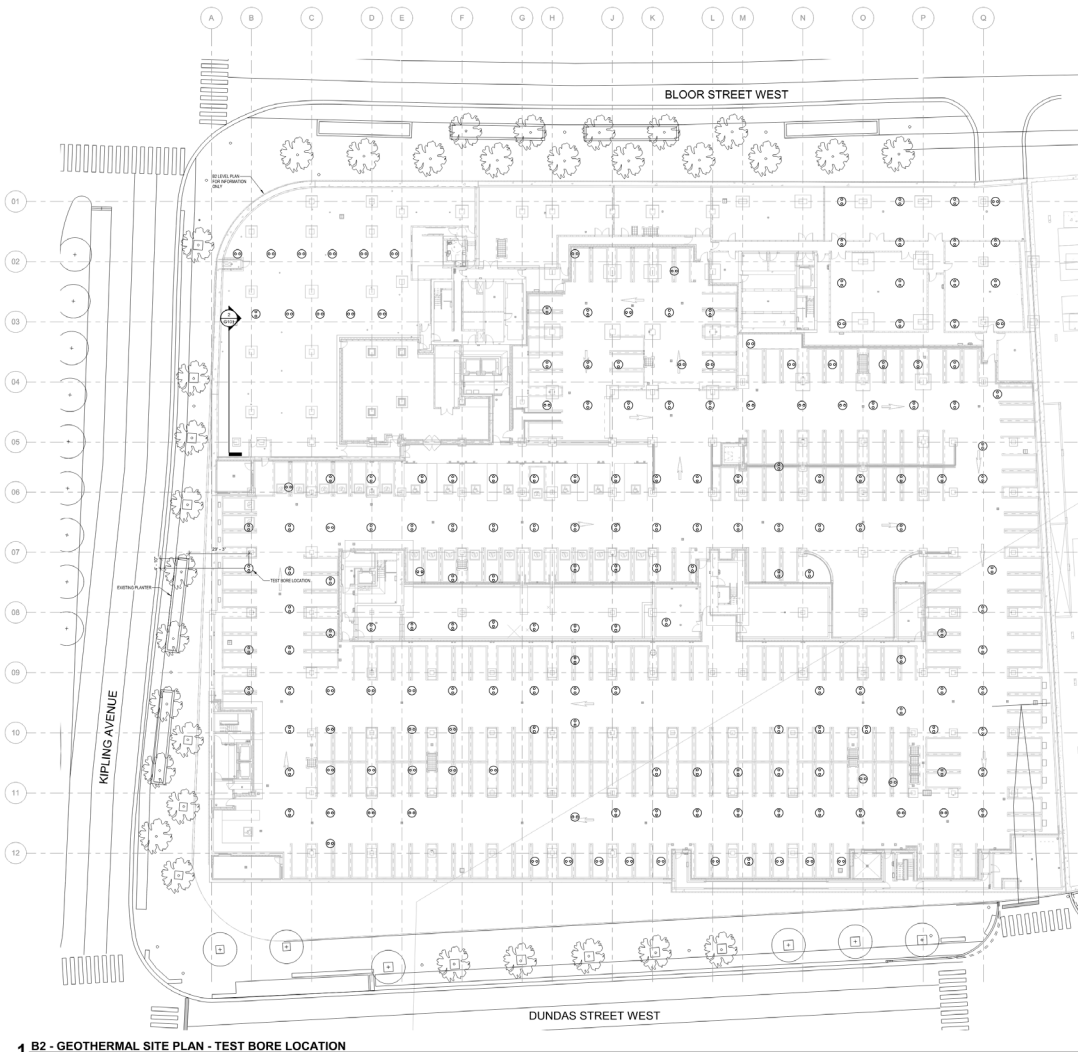 A B C D E F G H J K L M N O P Q
BLOOR STREET WEST
B2 LEVEL PLAN
FOR INFORMATION
ONLY
01
02
03
04
05
06
07
08
09
10
11
12
TEST BORE LOCATION
EXISTING PLANTER
KIPLING AVENUE
DUNDAS STREET WEST
1 B2 - GEOTHERMAL SITE PLAN - TEST BORE LOCATION